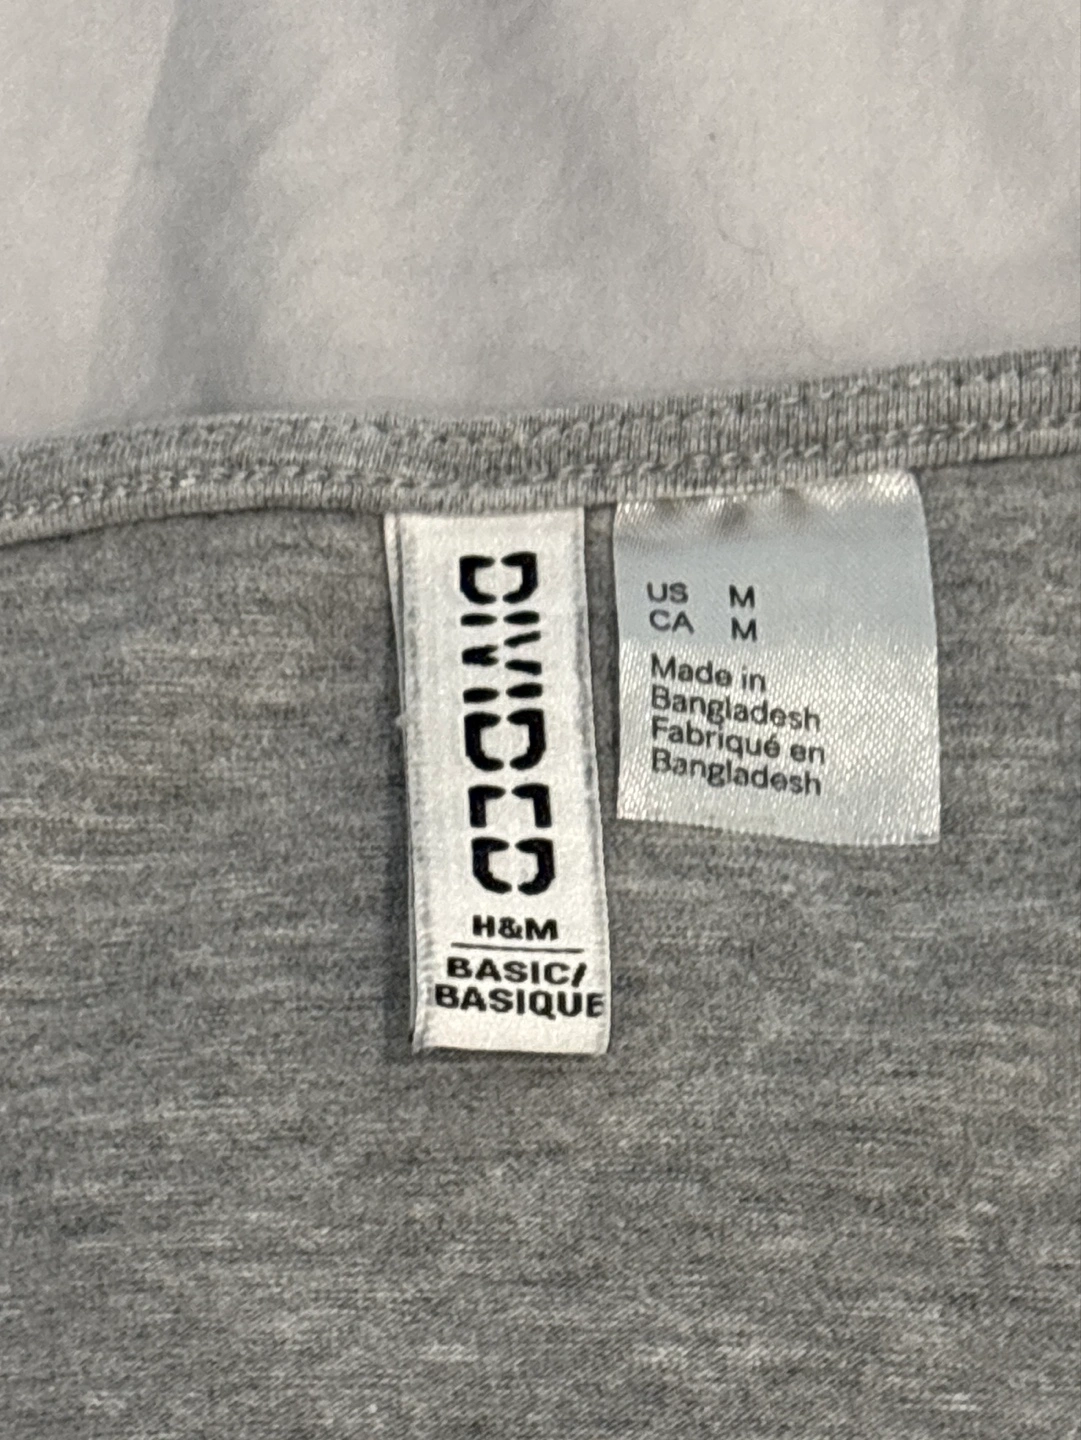 DIVIDED
H&M
BASIC/
BASIQUE
US M
CA M
Made in
Bangladesh
Fabriqué en
Bangladesh